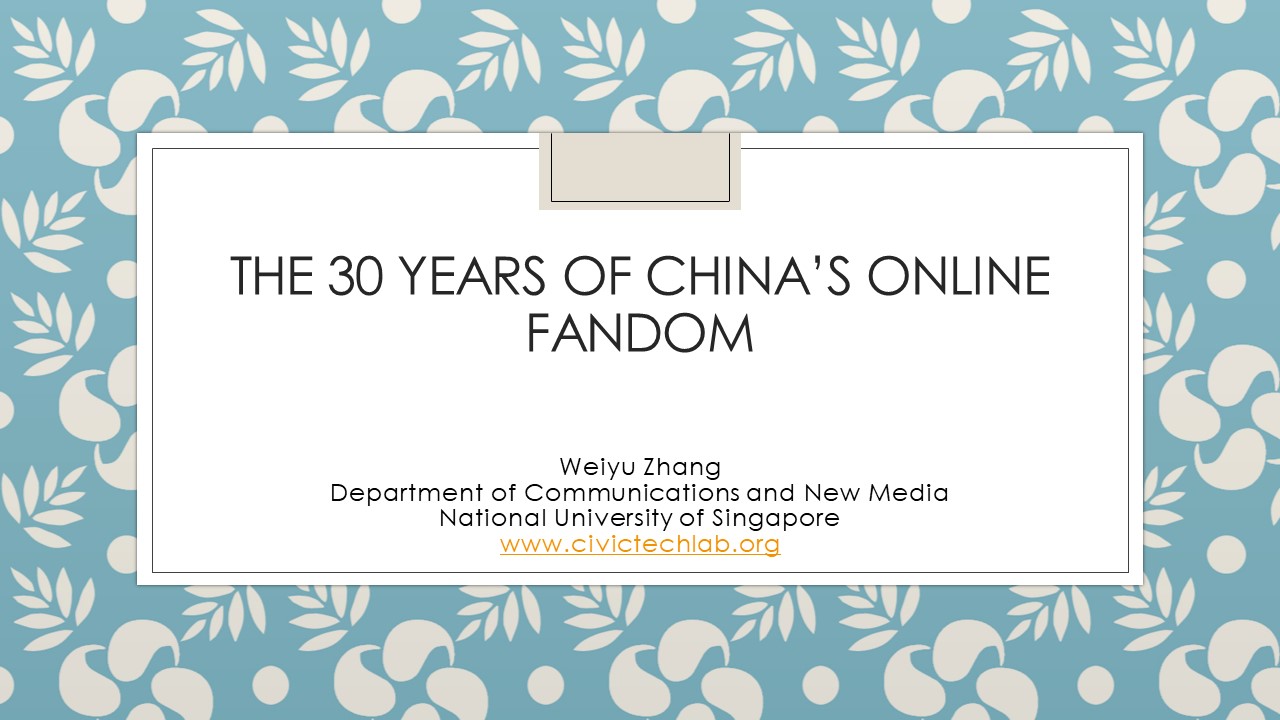 THE 30 YEARS OF CHINA’S ONLINE
FANDOM
Weiyu Zhang
Department of Communications and New Media
National University of Singapore
www.civictechlab.org